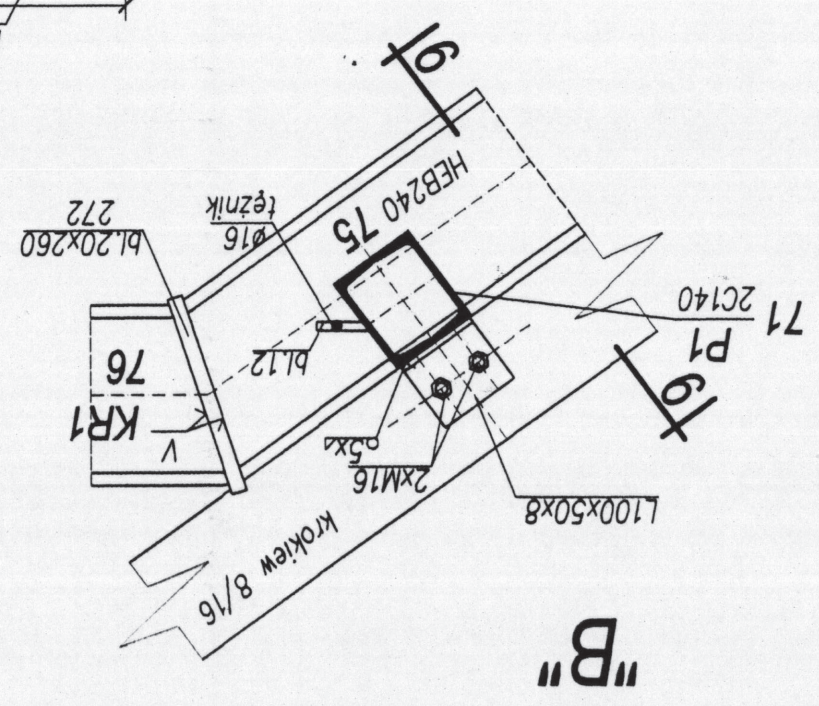 "B"
krokiew 8/16
L100x50x8
2xM16
5x
V
KR1
76
bl.12
P1
71
2C140
6
bl.20x260
272
ø16
tężnik
75
HEB240
6